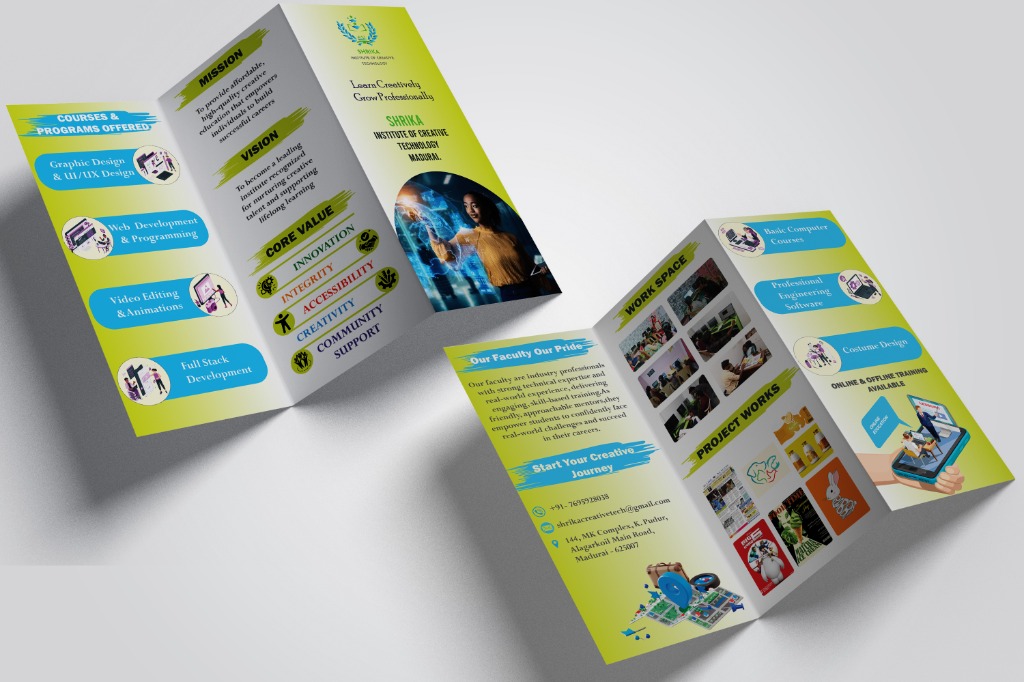 COURSES &
PROGRAMS OFFERED
Graphic Design
& UI/UX Design
Web Development
& Programming
Video Editing
&Animations
Full Stack
Development
MISSION
To provide affordable,
high-quality creative
education that empowers
individuals to build
successful careers
VISION
To become a leading
institute recognized
for nurturing creative
talent and supporting
lifelong learning
CORE VALUE
INNOVATION
INTEGRITY
ACCESSIBILITY
CREATIVITY
COMMUNITY
SUPPORT
SHRIKA
INSTITUTE OF CREATIVE
TECHNOLOGY
Learn Creatively
Grow Professionally
SHRIKA
INSTITUTE OF CREATIVE
TECHNOLOGY
MADURAI.
Our Faculty Our Pride
Our faculty are industry professionals
with strong technical expertise and
real-world experience, delivering
engaging, skill-based training.As
friendly, approachable mentors,they
empower students to confidently face
real-world challenges and succeed
in their careers.
Start Your Creative
Journey
+91- 7695928038
shrikacreativetech@gmail.com
144, MK Complex, K. Pudur,
Alagarkoil Main Road,
Madurai - 625007
WORK SPACE
PROJECT WORKS
Basic Computer
Courses
Professional
Engineering
Software
Costume Design
ONLINE & OFFLINE TRAINING
AVAILABLE
ONLINE
EDUCATION